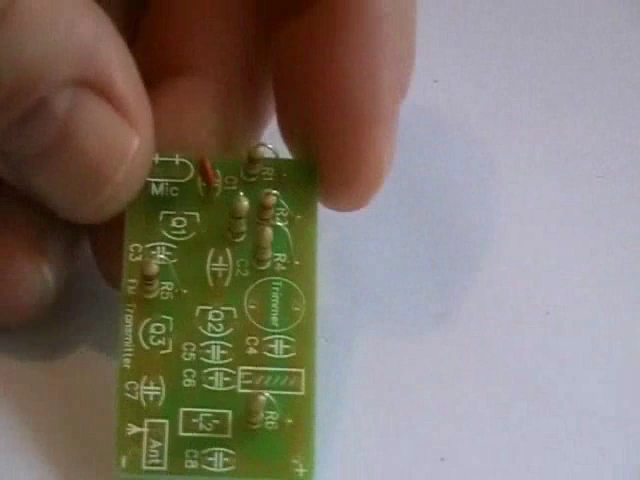 Mic
C1
R1
Q1
R3
C3
C2
R4
R5
Trimmer
FM Transmitter
Q2
Q3
C5
C4
C6
C7
R6
L2
Ant
C8
-
+